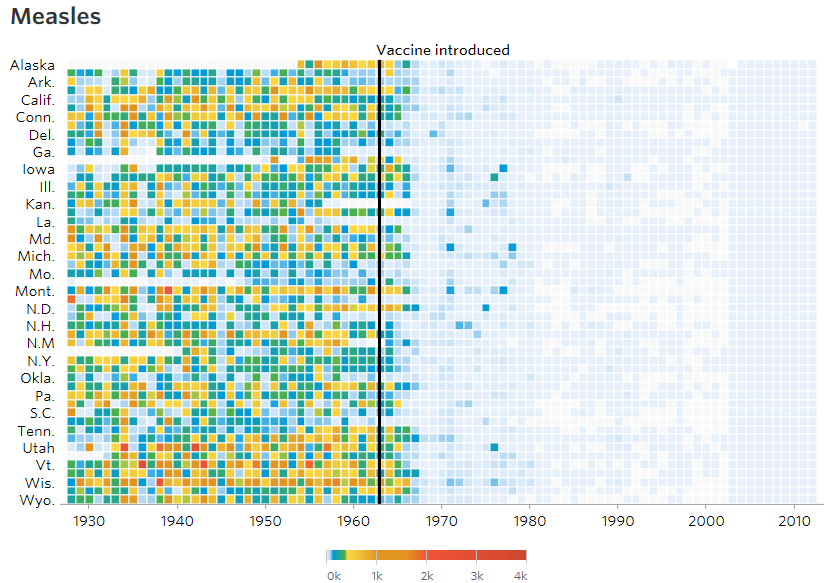 Measles
Vaccine introduced
Alaska
Ark.
Calif.
Conn.
Del.
Ga.
Iowa
Ill.
Kan.
La.
Md.
Mich.
Mo.
Mont.
N.D.
N.H.
N.M
N.Y.
Okla.
Pa.
S.C.
Tenn.
Utah
Vt.
Wis.
Wyo.
1930 1940 1950 1960 1970 1980 1990 2000 2010
0k 1k 2k 3k 4k